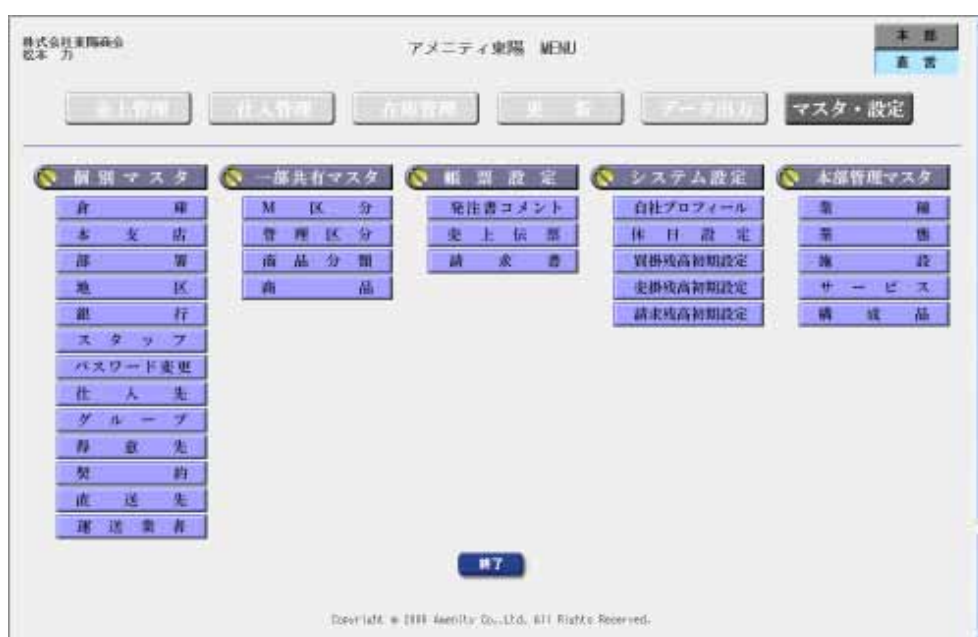 株式会社東陽商会
松本 力
アメニティ東陽 MENU
本 部
直 営
売上管理 仕入管理 在庫管理 更 新 データ出力 マスタ・設定
個別マスタ 一部共有マスタ 帳票設定 システム設定 本部管理マスタ
倉庫 M区分 発注書コメント 自社プロフィール 業種
本支店 管理区分 売上伝票 休日設定 業態
部署 商品分類 請求書 買掛残高初期設定 施設
地区 商品 売掛残高初期設定 サービス
銀行 請求残高初期設定 構成品
スタッフ
パスワード変更
仕入先
グループ
得意先
契約
直送先
運送業者
終了
Copyright © Amenity Co.,Ltd. All Rights Reserved.